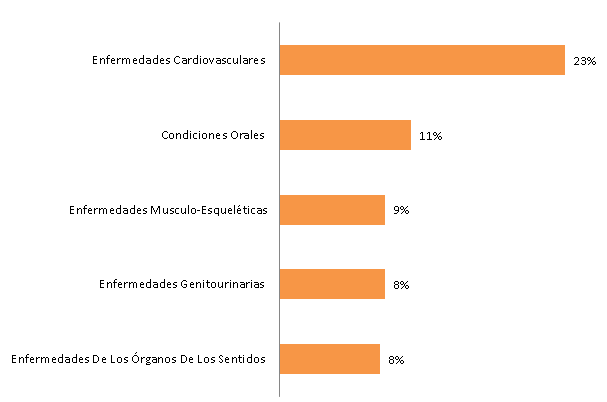 Enfermedades Cardiovasculares 23%
Condiciones Orales 11%
Enfermedades Musculo-Esqueléticas 9%
Enfermedades Genitourinarias 8%
Enfermedades De Los Órganos De Los Sentidos 8%